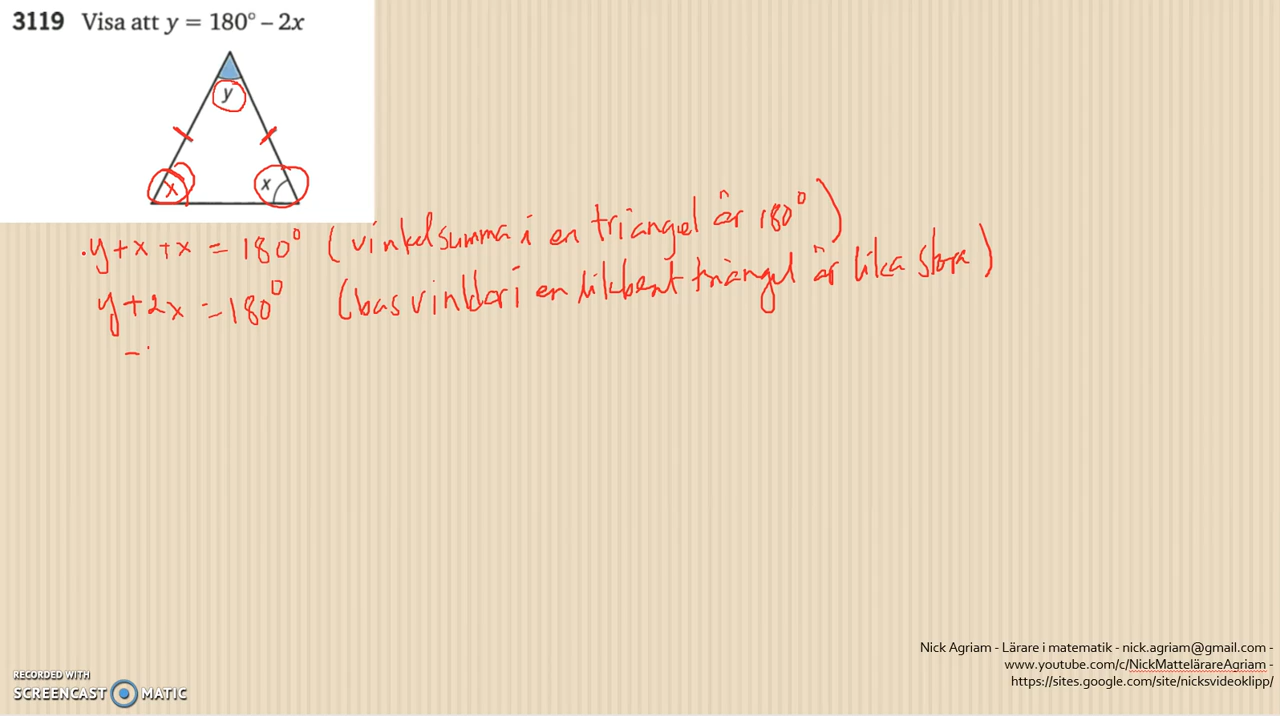 3119 Visa att y = 180° – 2x
y
x
x
y + x + x = 180° (vinkelsumma i en triangel är 180°)
y + 2x = 180° (basvinklar i en likbent triangel är lika stora)
Nick Agriam - Lärare i matematik - nick.agriam@gmail.com -
www.youtube.com/c/NickMattelärareAgriam -
https://sites.google.com/site/nicksvideoklipp/
RECORDED WITH
SCREENCAST MATIC